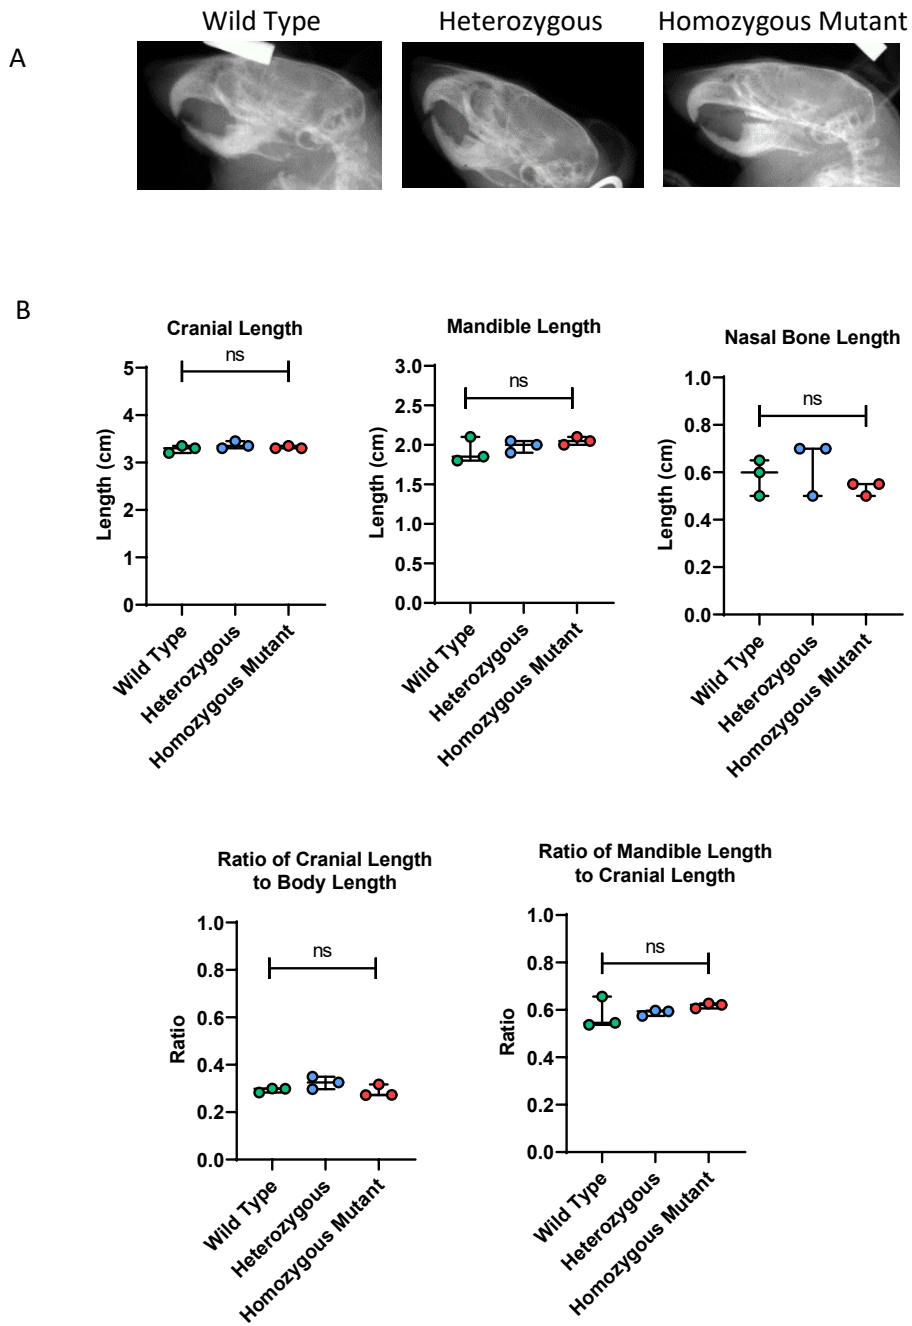 Wild Type Heterozygous Homozygous Mutant
A
B
Cranial Length
ns
5
4
3
2
1
0
Length (cm)
Wild Type
Heterozygous
Homozygous Mutant
Mandible Length
ns
3.0
2.5
2.0
1.5
1.0
0.5
0.0
Length (cm)
Wild Type
Heterozygous
Homozygous Mutant
Nasal Bone Length
ns
1.0
0.8
0.6
0.4
0.2
0.0
Length (cm)
Wild Type
Heterozygous
Homozygous Mutant
Ratio of Cranial Length
to Body Length
ns
1.0
0.8
0.6
0.4
0.2
0.0
Ratio
Wild Type
Heterozygous
Homozygous Mutant
Ratio of Mandible Length
to Cranial Length
ns
1.0
0.8
0.6
0.4
0.2
0.0
Ratio
Wild Type
Heterozygous
Homozygous Mutant